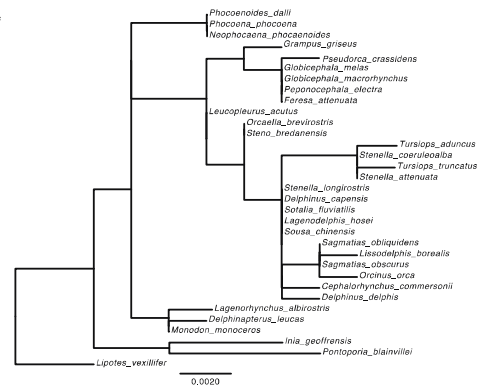 Phocoenoides_dalli
Phocoena_phocoena
Neophocaena_phocaenoides
Grampus_griseus
Pseudorca_crassidens
Globicephala_melas
Globicephala_macrorhynchus
Peponocephala_electra
Feresa_attenuata
Leucopleurus_acutus
Orcaella_brevirostris
Steno_bredanensis
Tursiops_aduncus
Stenella_coeruleoalba
Tursiops_truncatus
Stenella_attenuata
Stenella_longirostris
Delphinus_capensis
Sotalia_fluviatilis
Lagenodelphis_hosei
Sousa_chinensis
Sagmatias_obliquidens
Lissodelphis_borealis
Sagmatias_obscurus
Orcinus_orca
Cephalorhynchus_commersonii
Delphinus_delphis
Lagenorhynchus_albirostris
Delphinapterus_leucas
Monodon_monoceros
Inia_geoffrensis
Pontoporia_blainvillei
Lipotes_vexillifer
0.0020